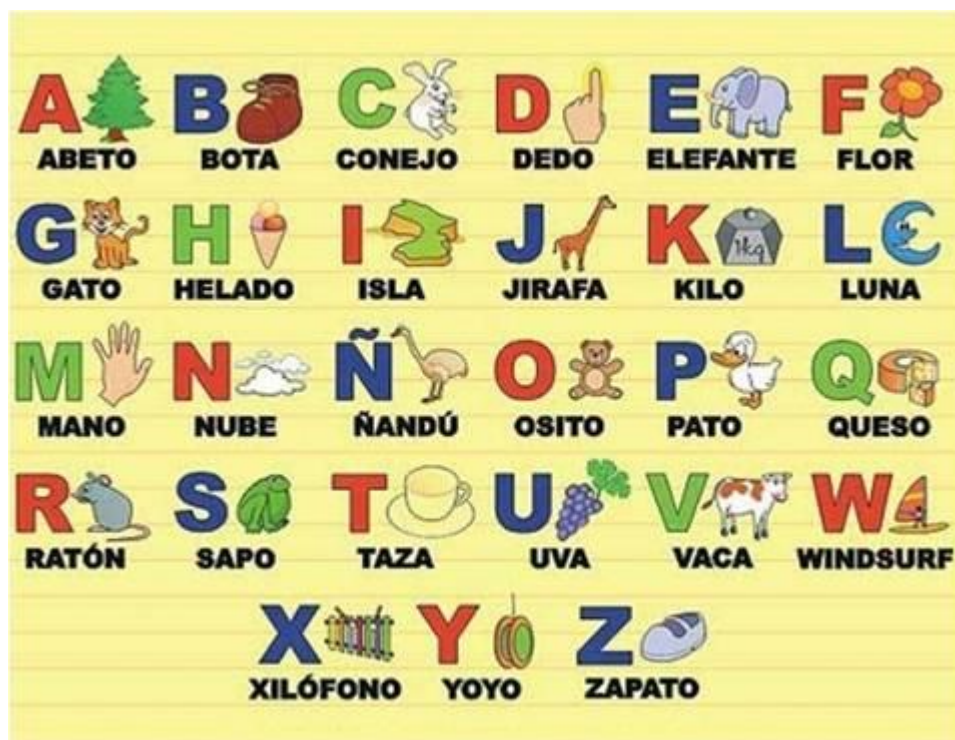 A B C D E F
ABETO BOTA CONEJO DEDO ELEFANTE FLOR
G H I J K 1kg L
GATO HELADO ISLA JIRAFA KILO LUNA
M N Ñ O P Q
MANO NUBE ÑANDÚ OSITO PATO QUESO
R S T U V W
RATÓN SAPO TAZA UVA VACA WINDSURF
X Y Z
XILÓFONO YOYO ZAPATO